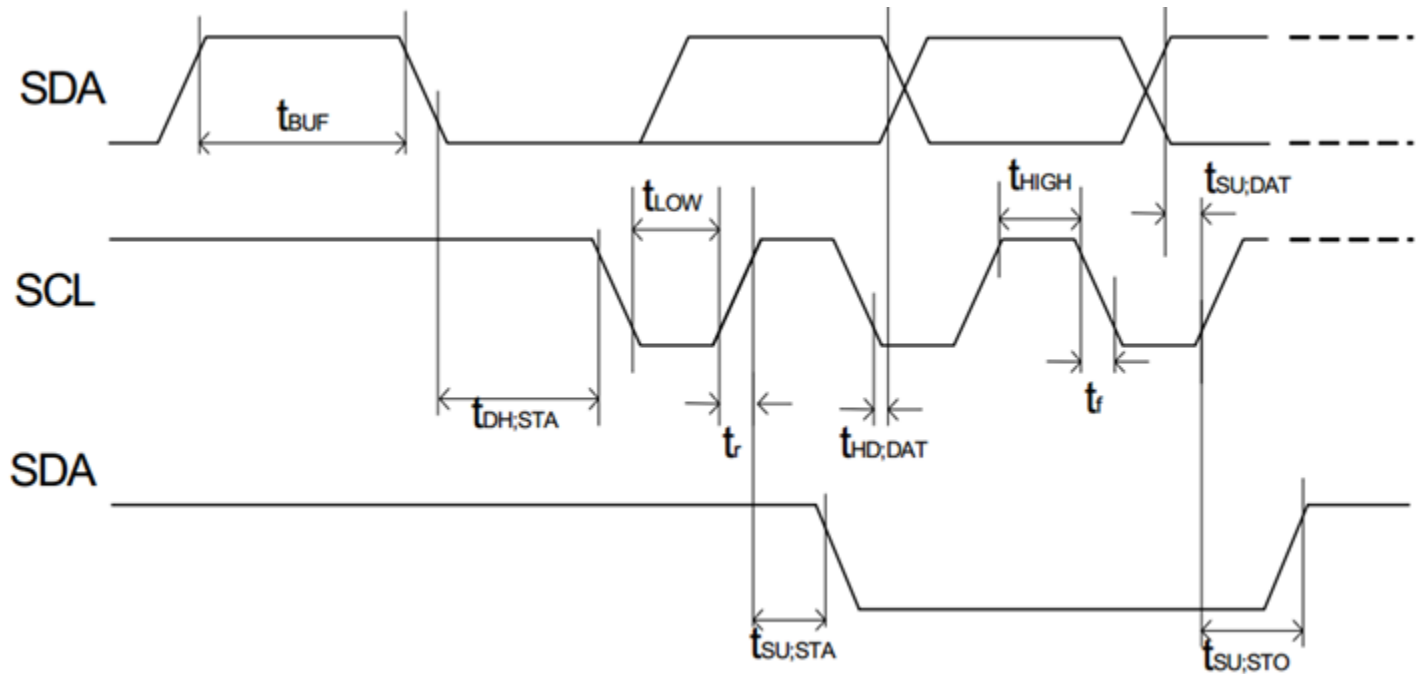 SDA
tBUF
tLOW
tHIGH
tSU;DAT
SCL
tDH;STA
tr
tHD;DAT
tf
SDA
tSU;STA
tSU;STO